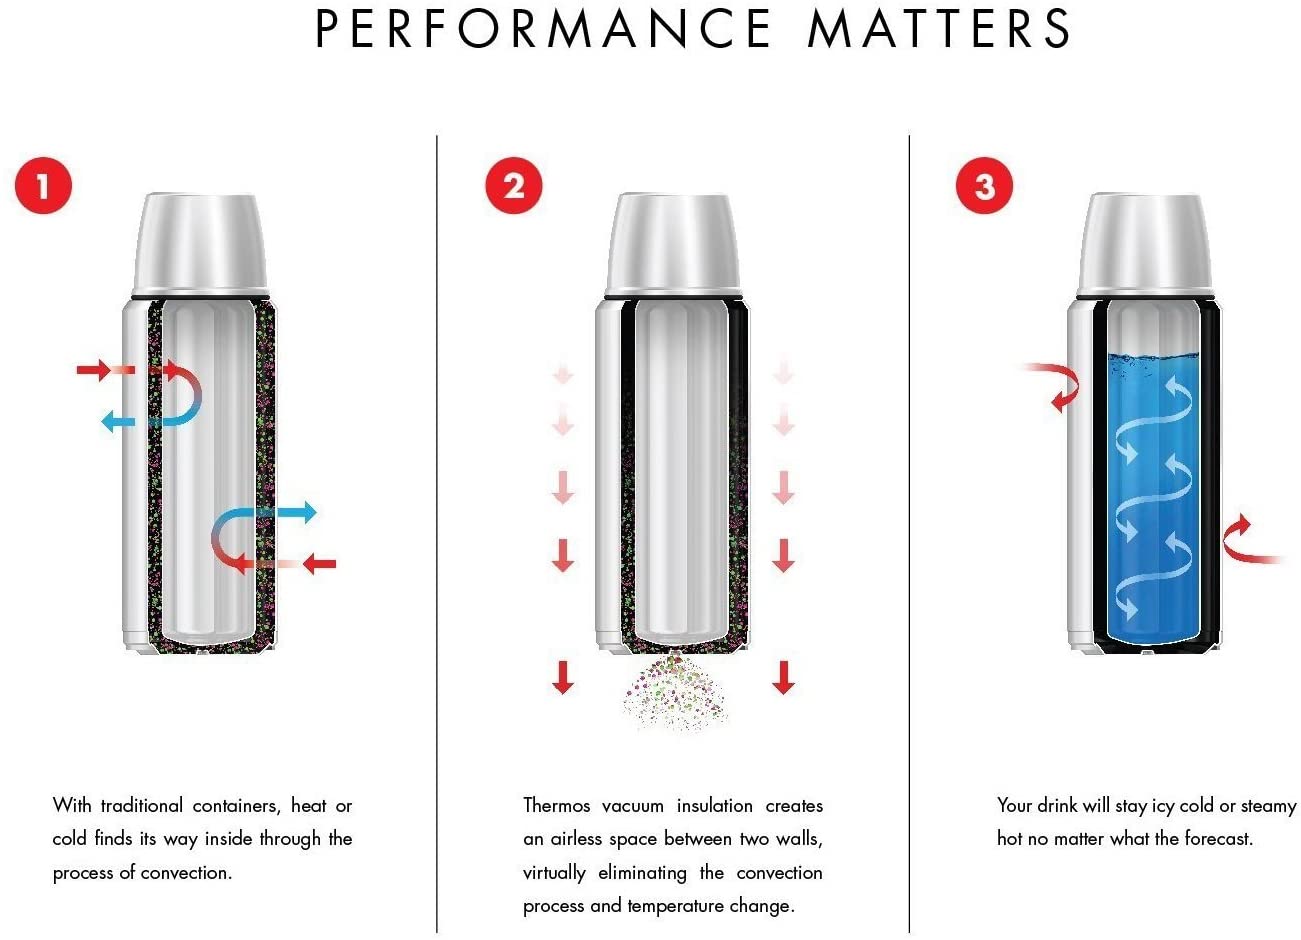 PERFORMANCE MATTERS
1
With traditional containers, heat or
cold finds its way inside through the
process of convection.
2
Thermos vacuum insulation creates
an airless space between two walls,
virtually eliminating the convection
process and temperature change.
3
Your drink will stay icy cold or steamy
hot no matter what the forecast.